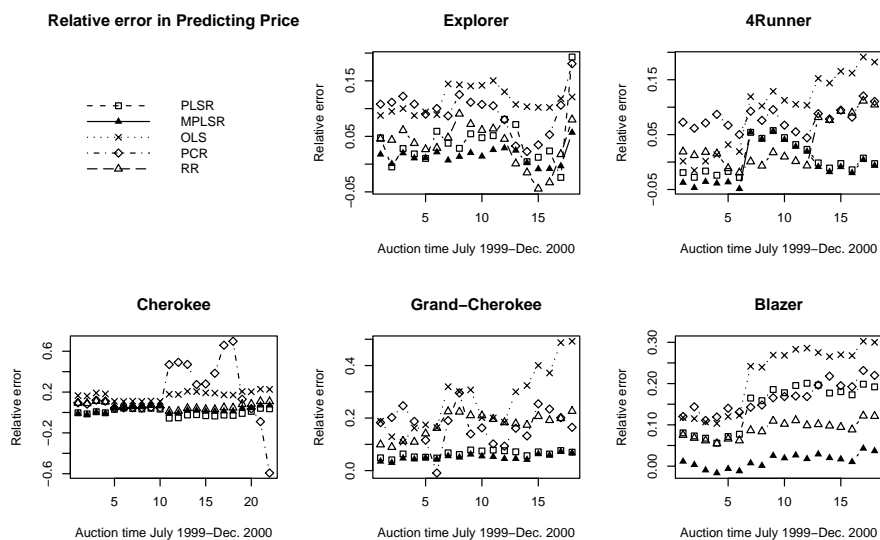 Relative error in Predicting Price
PLSR
MPLSR
OLS
PCR
RR
Explorer
Relative error
−0.05
0.05
0.15
5
10
15
Auction time July 1999−Dec. 2000
4Runner
Relative error
−0.05
0.05
0.15
5
10
15
Auction time July 1999−Dec. 2000
Cherokee
Relative error
−0.6
−0.2
0.2
0.6
5
10
15
20
Auction time July 1999−Dec. 2000
Grand−Cherokee
Relative error
0.0
0.2
0.4
5
10
15
Auction time July 1999−Dec. 2000
Blazer
Relative error
0.00
0.10
0.20
0.30
5
10
15
Auction time July 1999−Dec. 2000